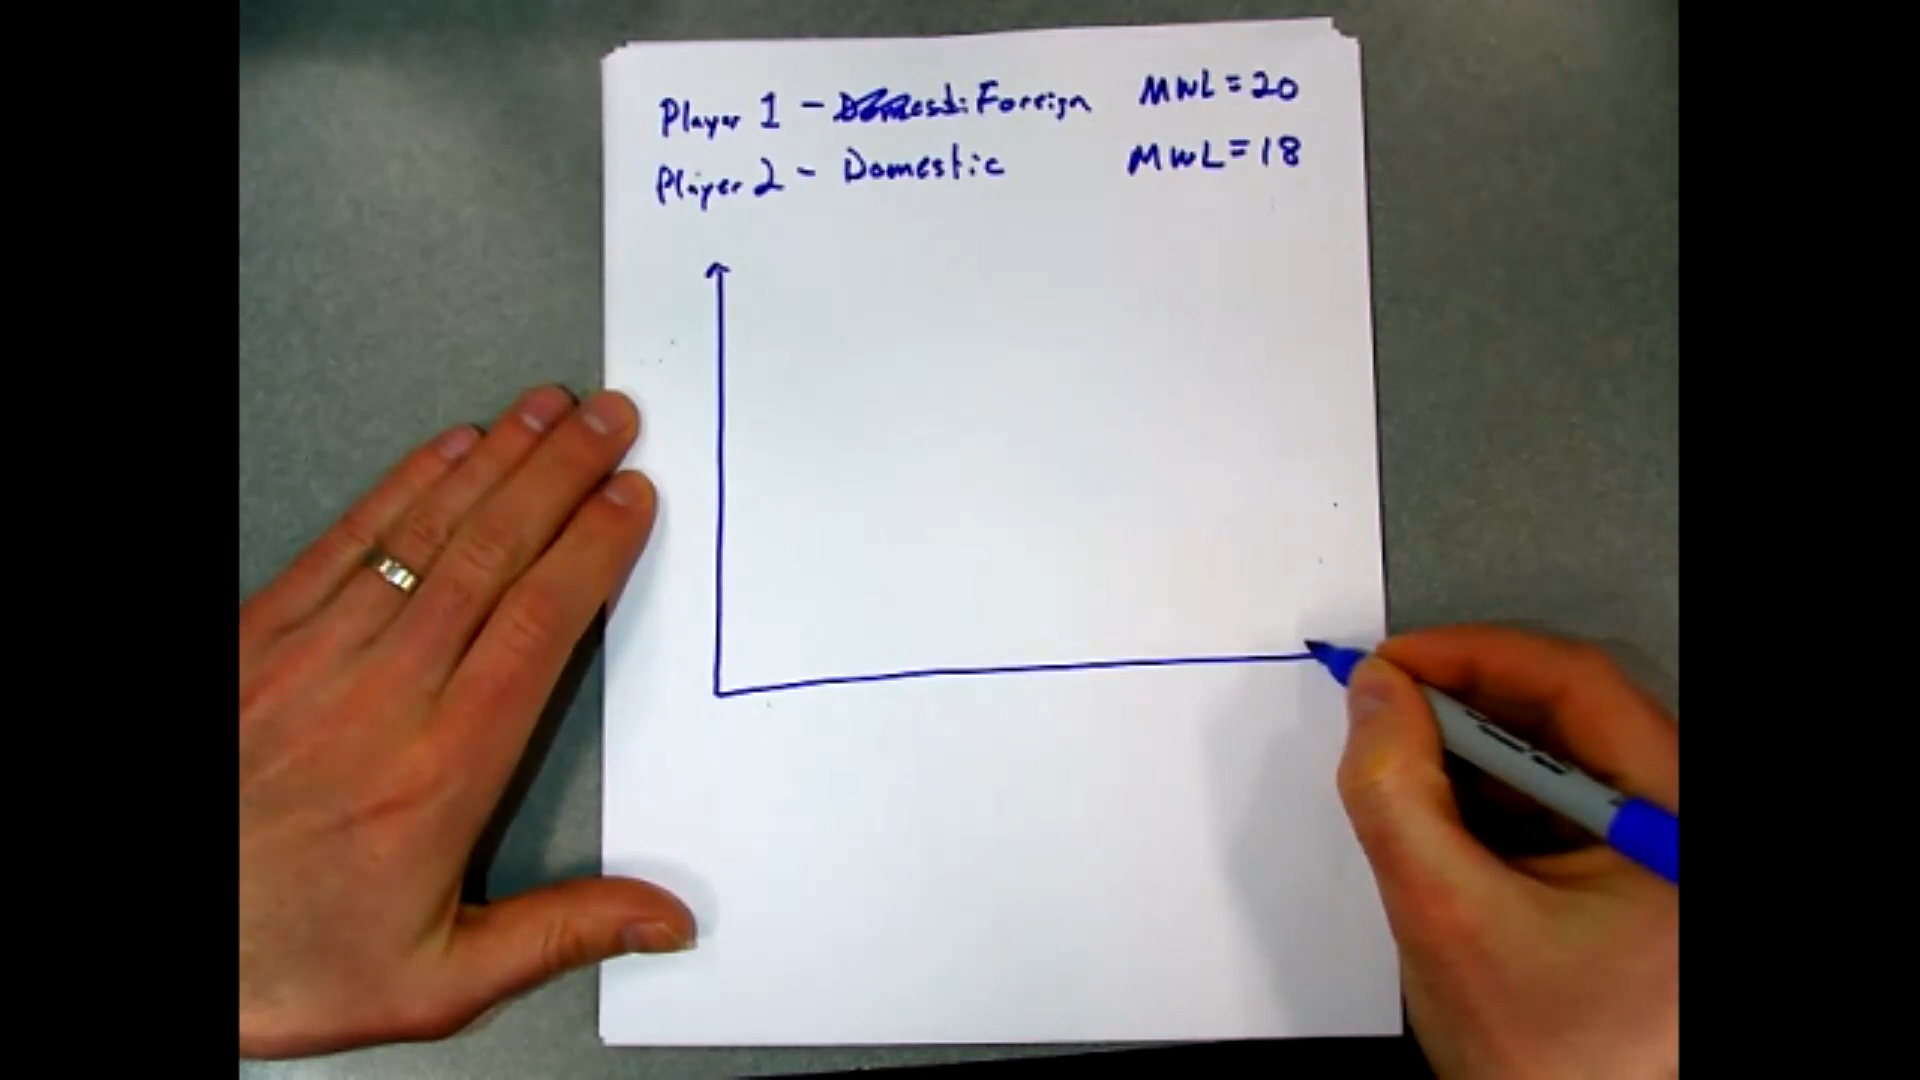 Player 1 - Foreign MWL = 20
Player 2 - Domestic MWL = 18